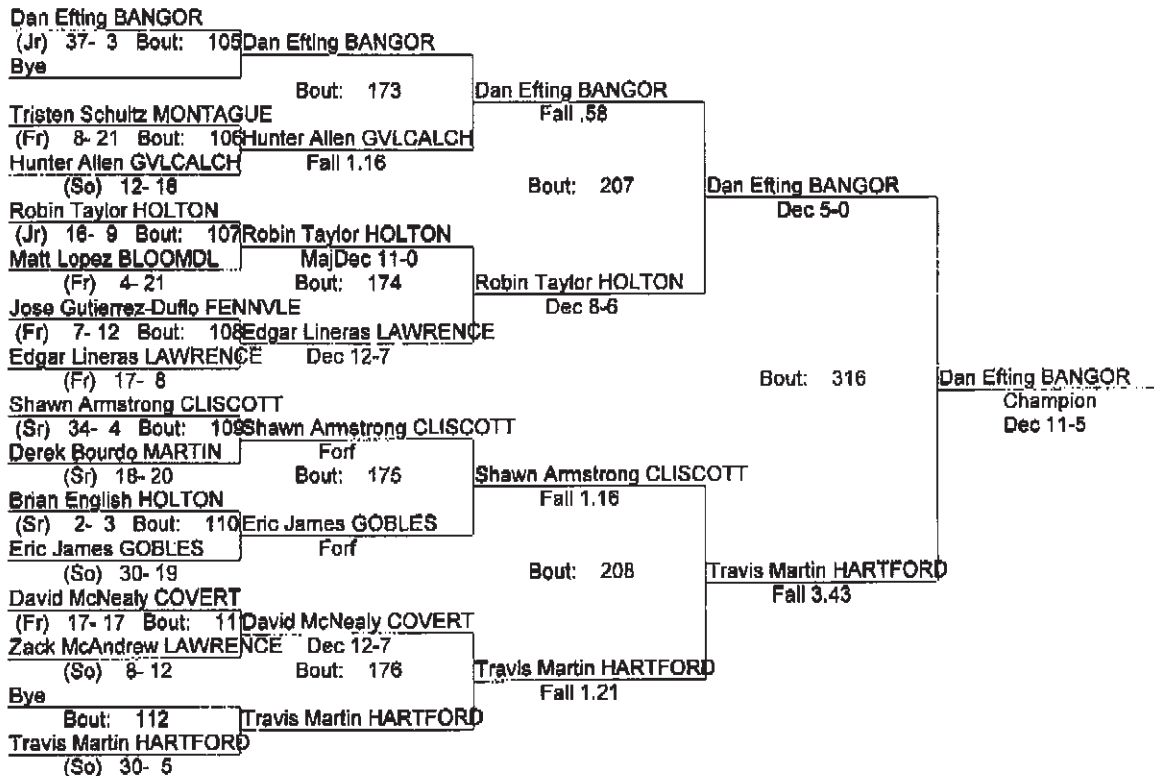 Dan Efting BANGOR
(Jr) 37- 3 Bout: 105 Dan Efting BANGOR
Bye
Bout: 173 Dan Efting BANGOR
Tristen Schultz MONTAGUE Fall .58
(Fr) 8- 21 Bout: 106 Hunter Allen GVLCALCH
Hunter Allen GVLCALCH Fall 1.16
(So) 12- 18 Bout: 207 Dan Efting BANGOR
Robin Taylor HOLTON Dec 5-0
(Jr) 16- 9 Bout: 107 Robin Taylor HOLTON
Matt Lopez BLOOMDL MajDec 11-0
(Fr) 4- 21 Bout: 174 Robin Taylor HOLTON
Jose Gutierrez-Duflo FENNVLE Dec 8-6
(Fr) 7- 12 Bout: 108 Edgar Lineras LAWRENCE
Edgar Lineras LAWRENCE Dec 12-7
(Fr) 17- 8 Bout: 316 Dan Efting BANGOR
Shawn Armstrong CLISCOTT Champion
(Sr) 34- 4 Bout: 109 Shawn Armstrong CLISCOTT Dec 11-5
Derek Bourdo MARTIN Forf
(Sr) 18- 20 Bout: 175 Shawn Armstrong CLISCOTT
Brian English HOLTON Fall 1.16
(Sr) 2- 3 Bout: 110 Eric James GOBLES
Eric James GOBLES Forf
(So) 30- 19 Bout: 208 Travis Martin HARTFORD
David McNealy COVERT Fall 3.43
(Fr) 17- 17 Bout: 111 David McNealy COVERT
Zack McAndrew LAWRENCE Dec 12-7
(So) 8- 12 Bout: 176 Travis Martin HARTFORD
Bye Fall 1.21
Bout: 112 Travis Martin HARTFORD
Travis Martin HARTFORD
(So) 30- 5